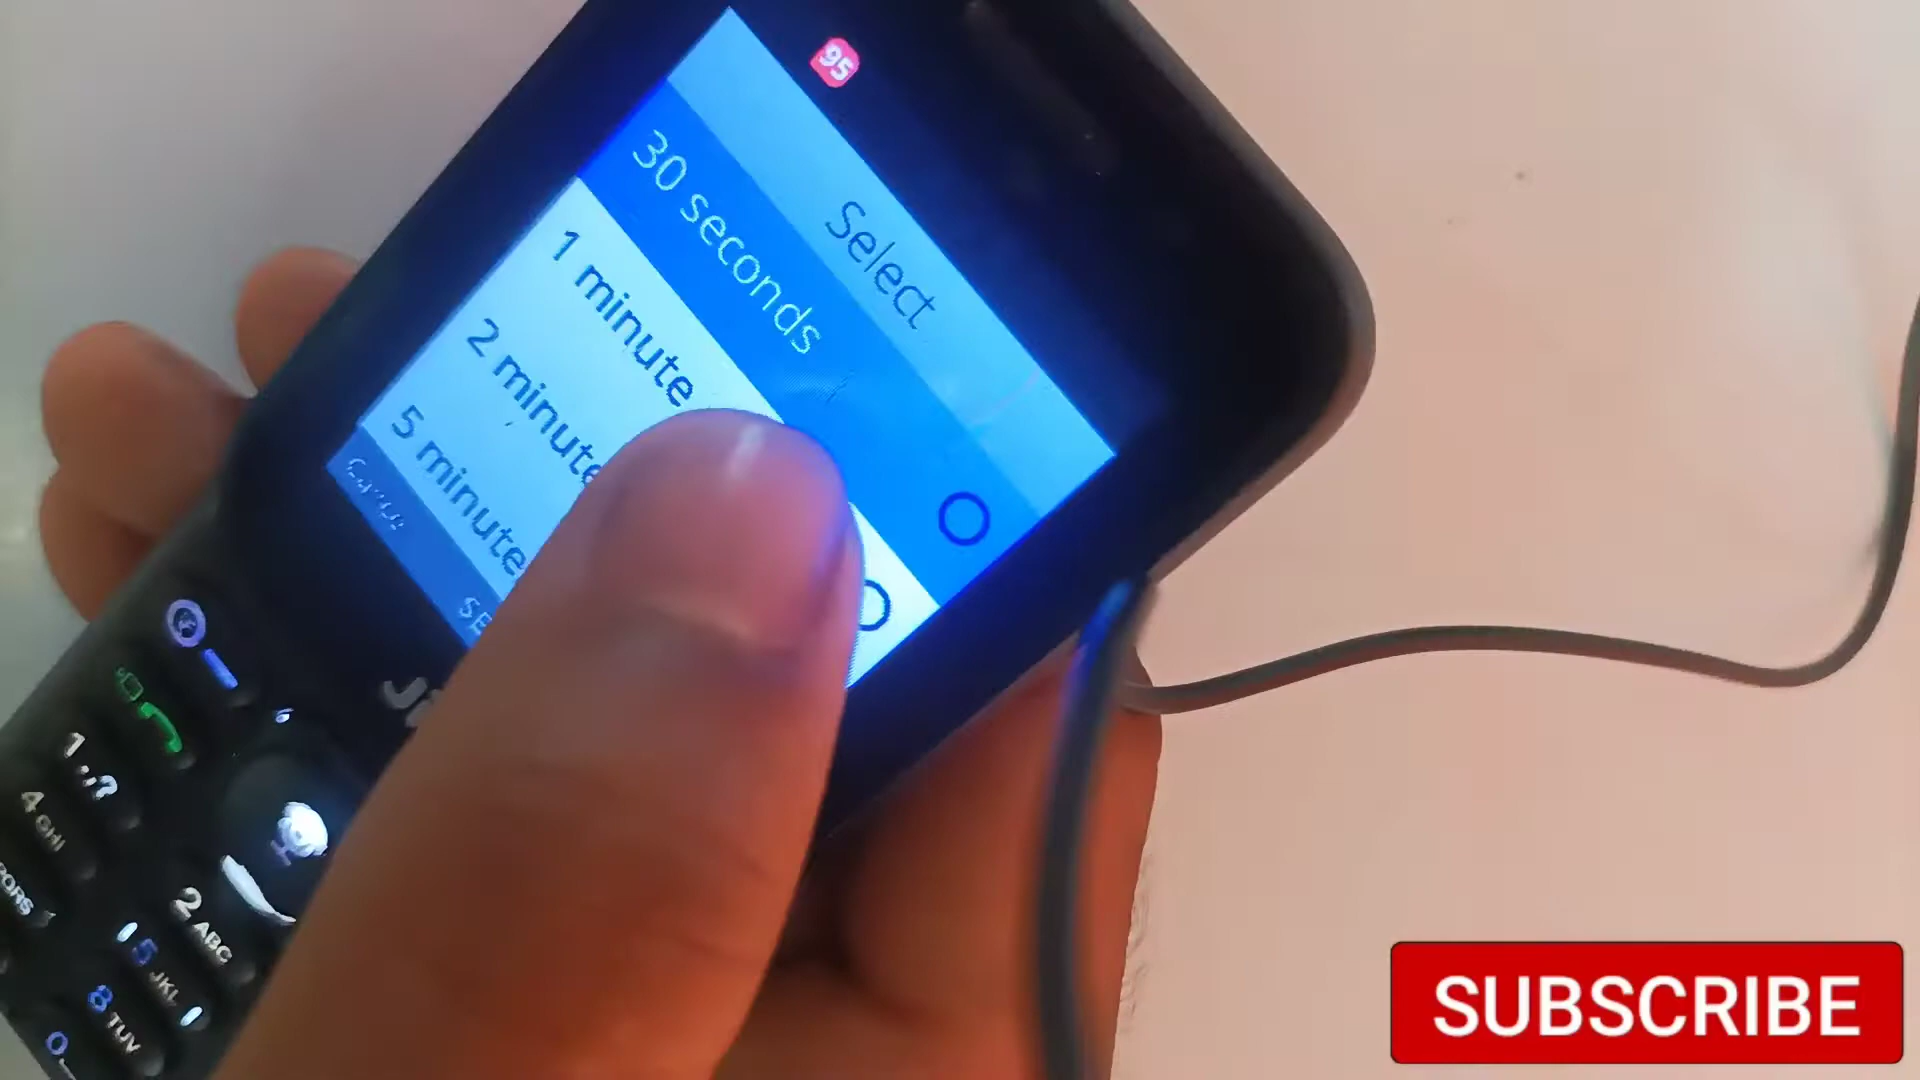 95
Select
30 seconds
1 minute
2 minute
5 minute
1..?
4 GHI
2 ABC
5 JKL
8 TUV
0
SUBSCRIBE